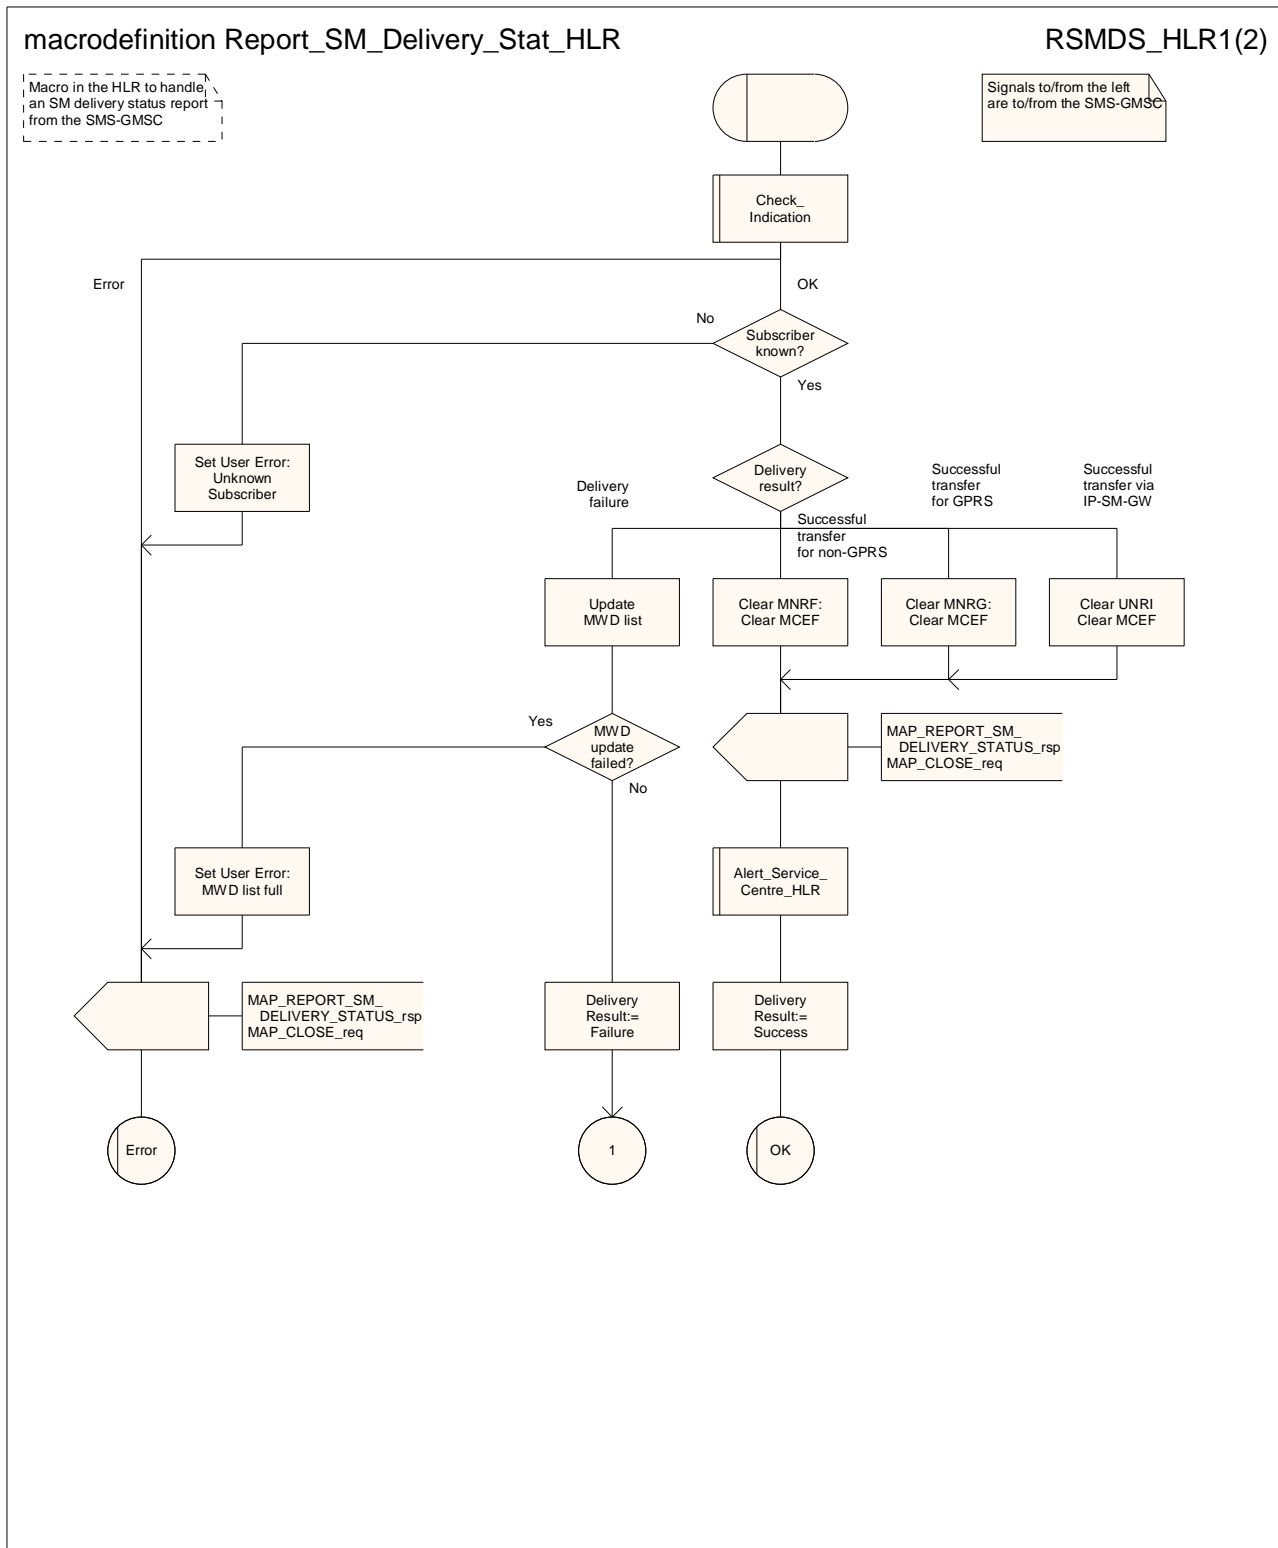 macrodefinition Report_SM_Delivery_Stat_HLR
RSMDS_HLR1(2)
Macro in the HLR to handle
an SM delivery status report
from the SMS-GMSC
Signals to/from the left
are to/from the SMS-GMSC
Check_
Indication
Error
OK
No
Subscriber
known?
Yes
Set User Error:
Unknown
Subscriber
Delivery
result?
Delivery
failure
Successful
transfer
for non-GPRS
Successful
transfer
for GPRS
Successful
transfer via
IP-SM-GW
Update
MWD list
Clear MNRF:
Clear MCEF
Clear MNRG:
Clear MCEF
Clear UNRI
Clear MCEF
Yes
MWD
update
failed?
No
MAP_REPORT_SM_
DELIVERY_STATUS_rsp
MAP_CLOSE_req
Set User Error:
MWD list full
Alert_Service_
Centre_HLR
MAP_REPORT_SM_
DELIVERY_STATUS_rsp
MAP_CLOSE_req
Delivery
Result:=
Failure
Delivery
Result:=
Success
Error
1
OK